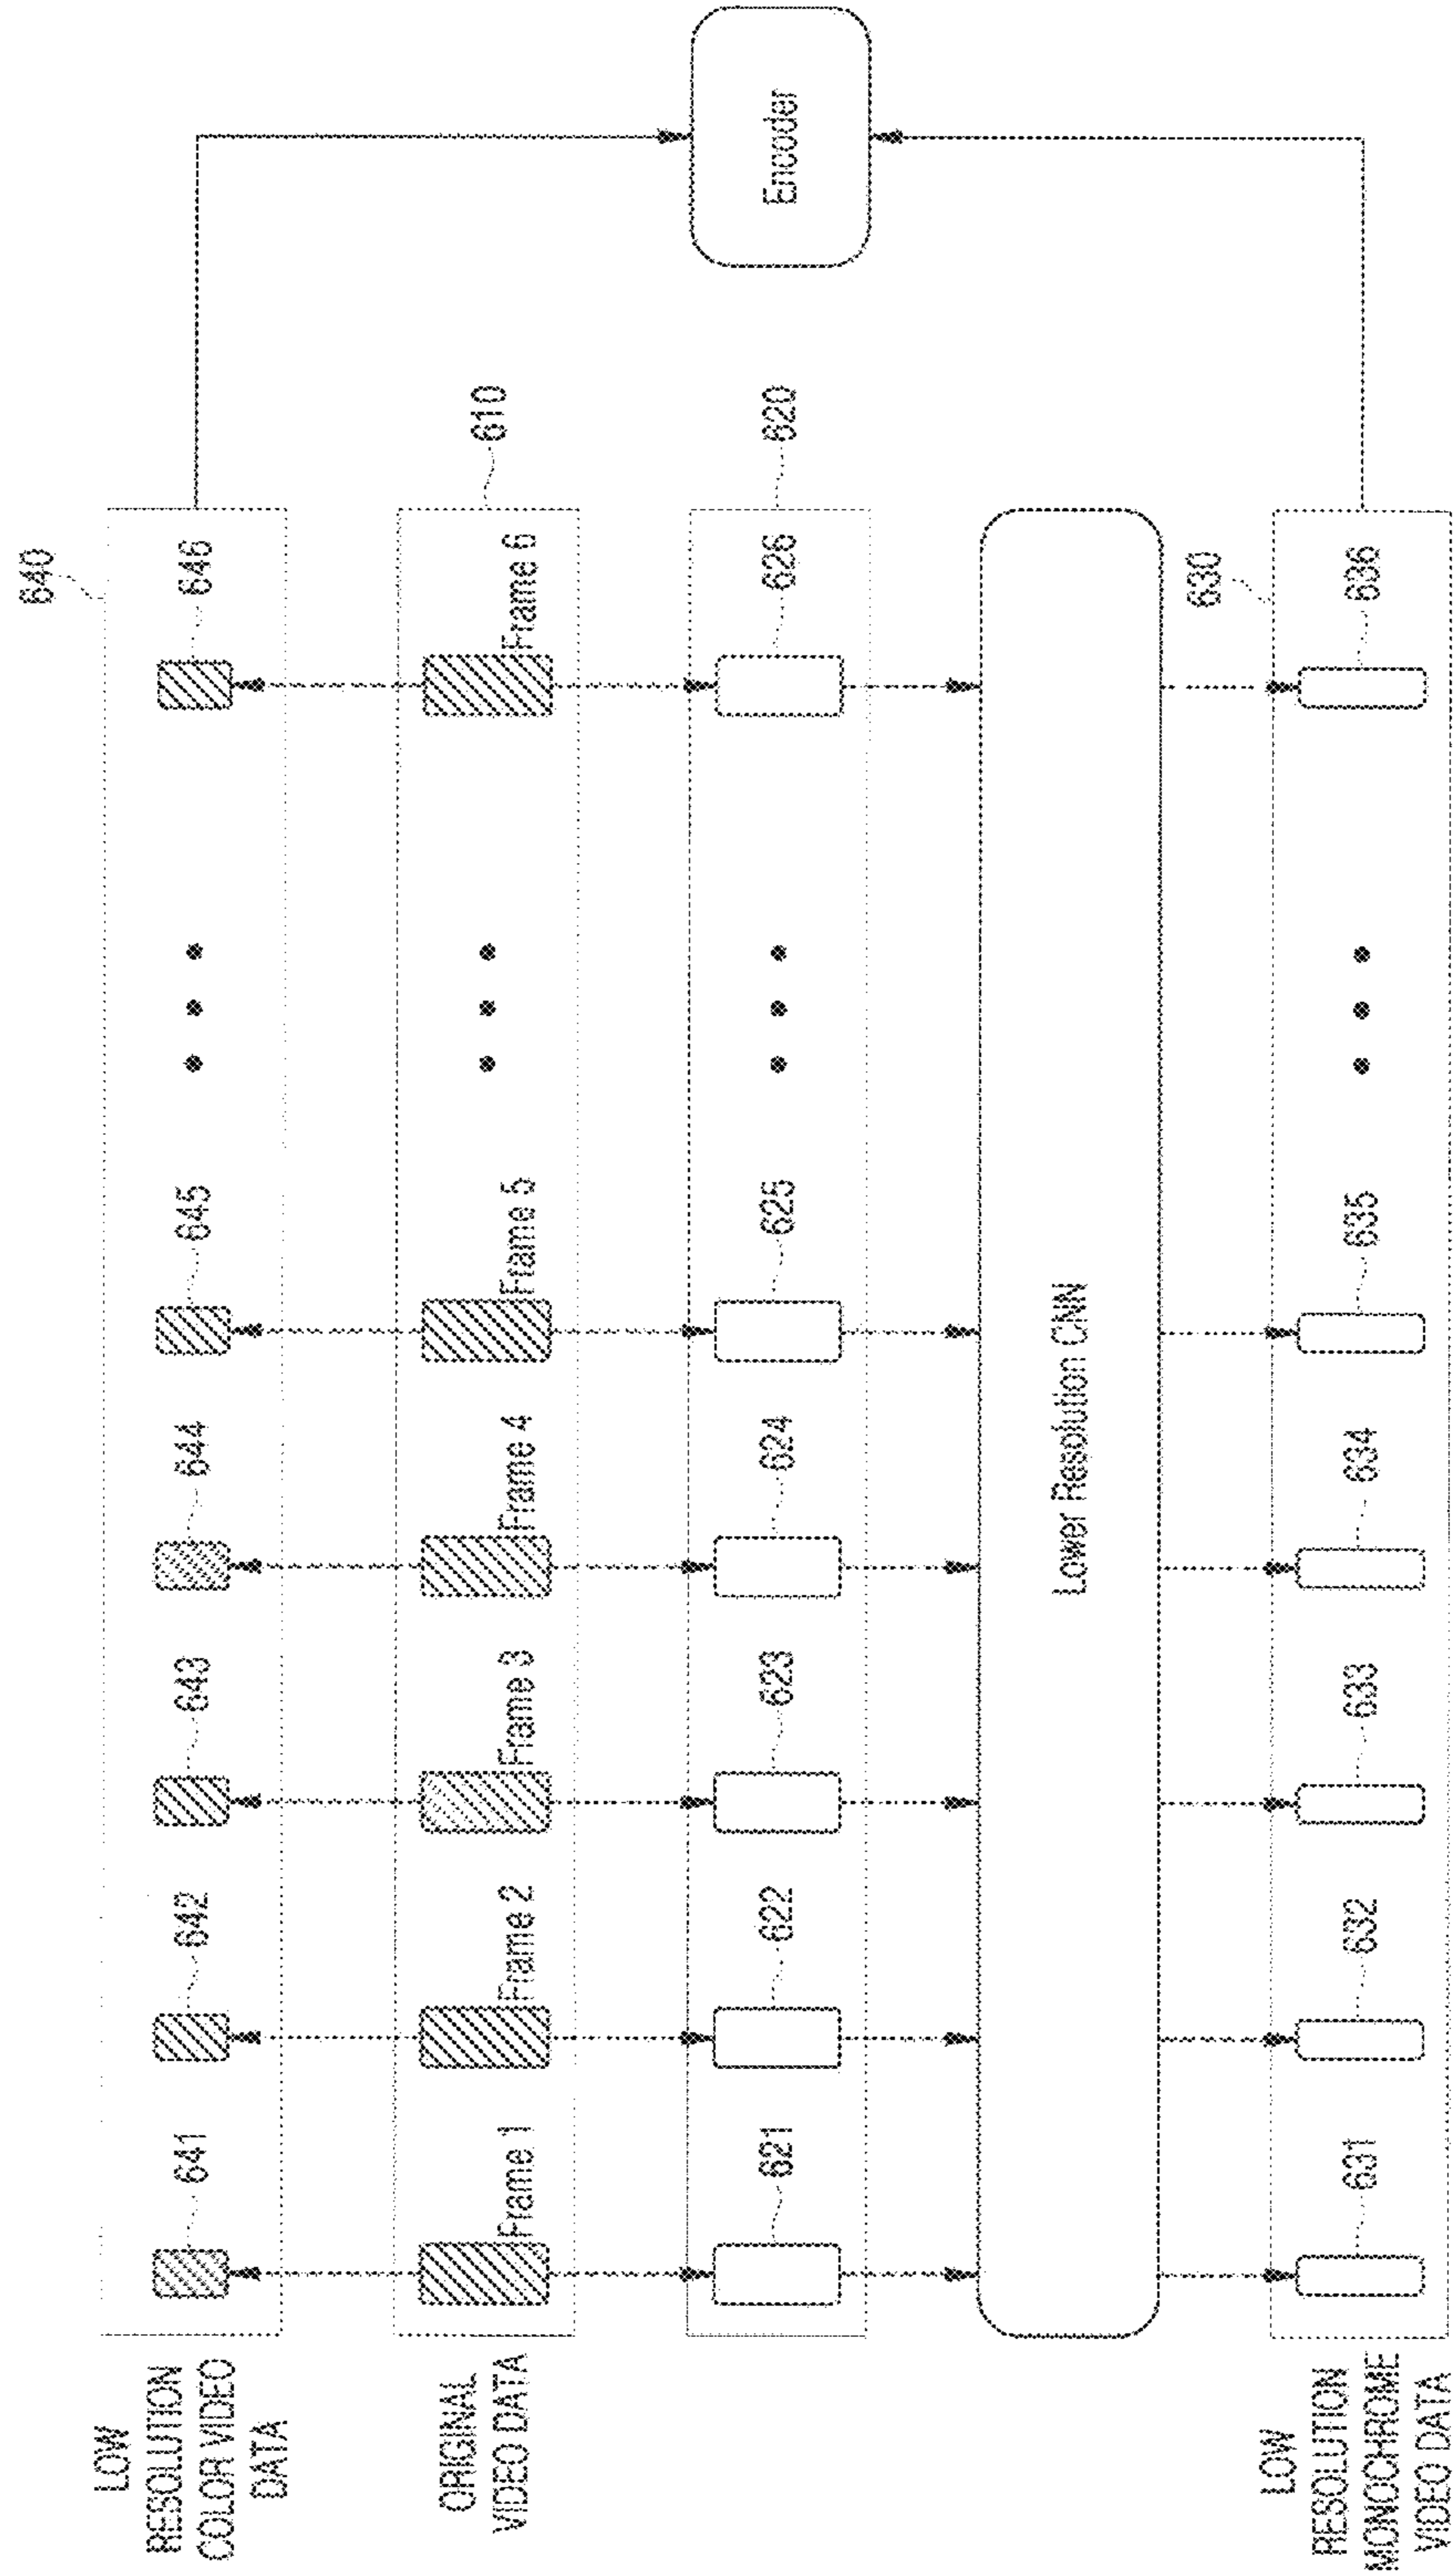 LOW
RESOLUTION
COLOR VIDEO
DATA
641
642
643
644
645
646
640
ORIGINAL
VIDEO DATA
Frame 1
Frame 2
Frame 3
Frame 4
Frame 5
Frame 6
610
621
622
623
624
625
626
620
Lower Resolution CNN
Encoder
LOW
RESOLUTION
MONOCHROME
VIDEO DATA
631
632
633
634
635
636
630